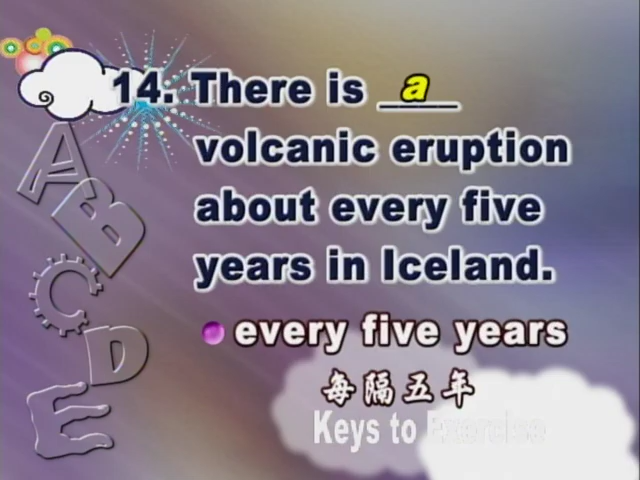 14. There is a
volcanic eruption
about every five
years in Iceland.
every five years
每隔五年
Keys to Exercise
A
B
C
D
E